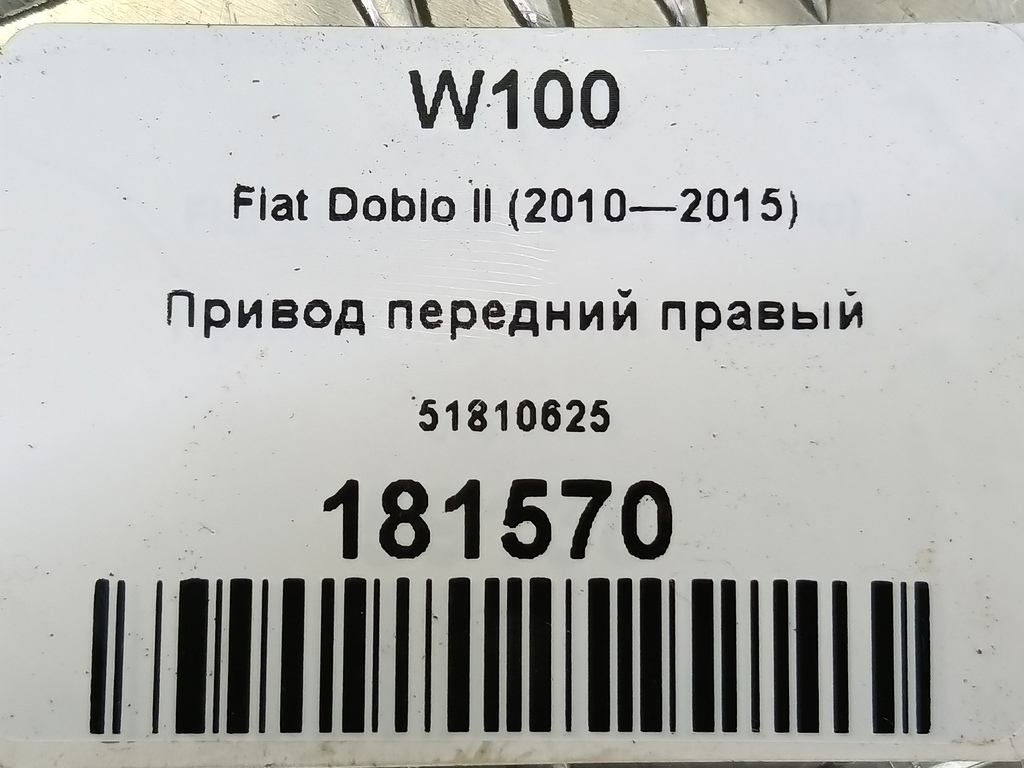 W100
Fiat Doblo II (2010—2015)
Привод передний правый
51810625
181570